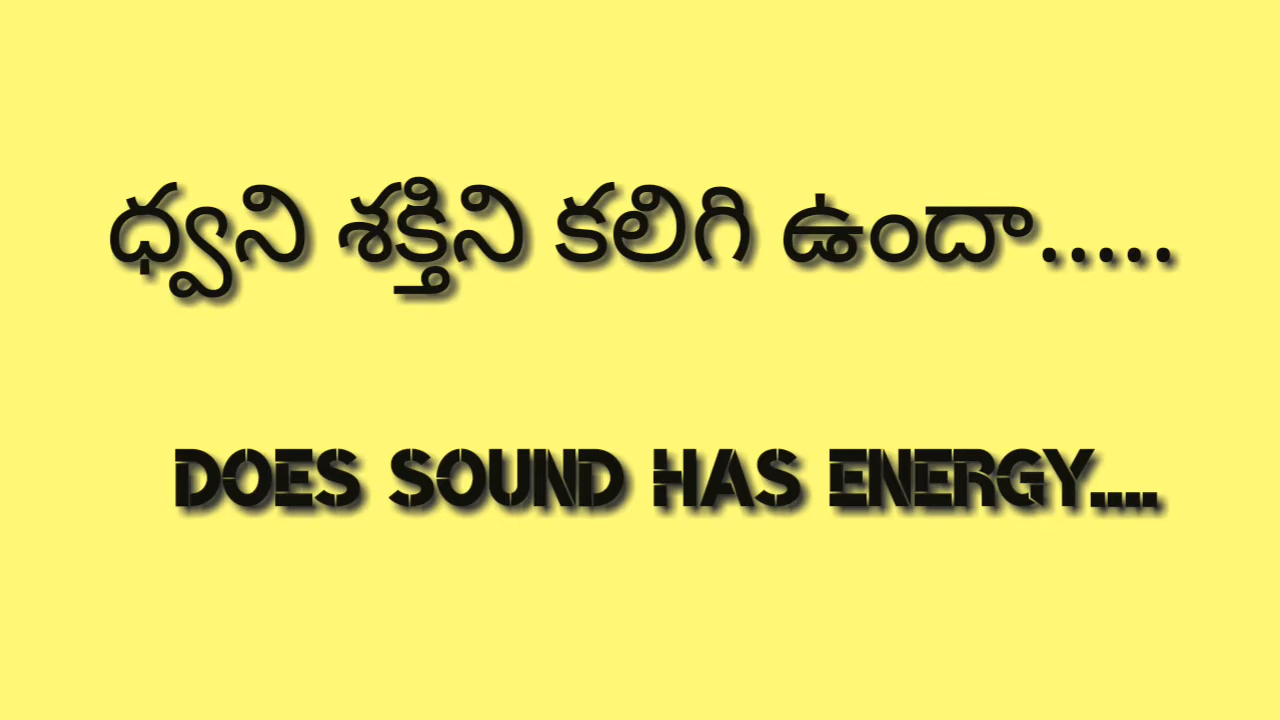 ధ్వని శక్తిని కలిగి ఉందా.....
DOES SOUND HAS ENERGY....